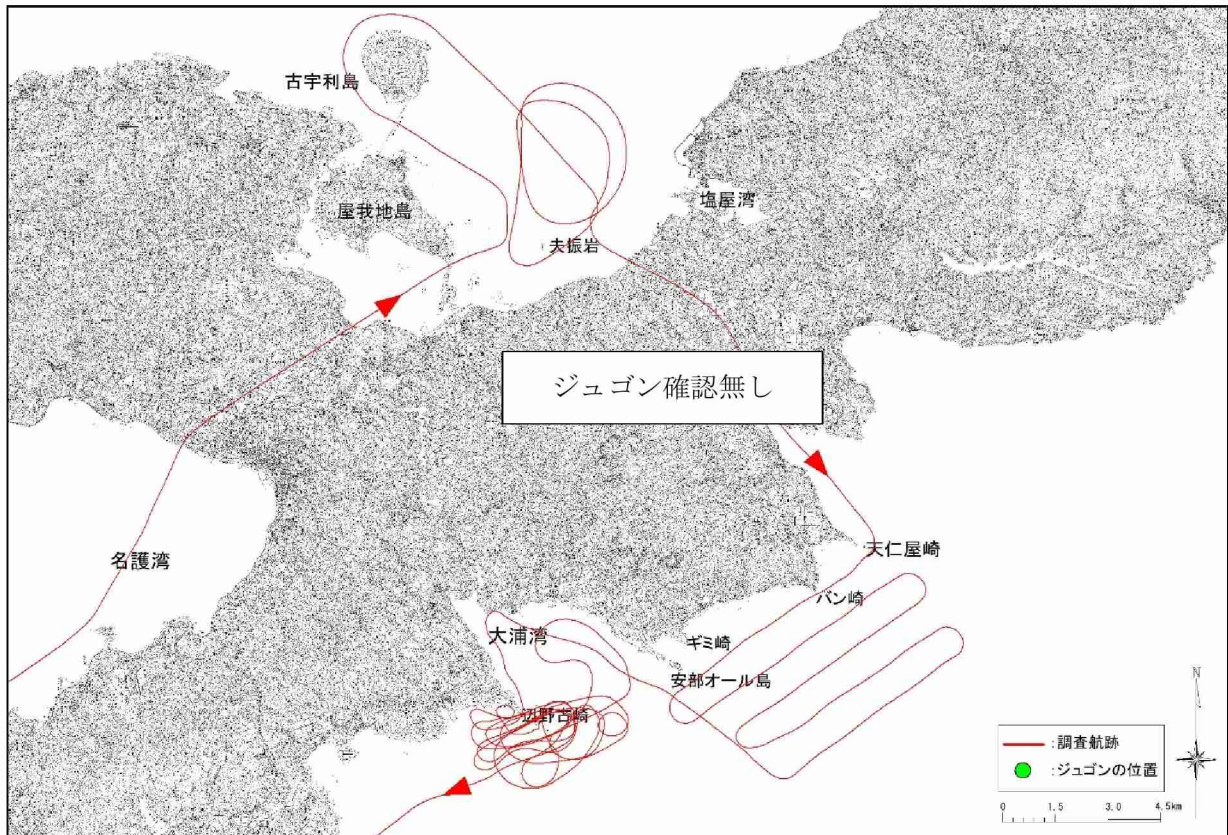 古宇利島
屋我地島
塩屋湾
夫振岩
ジュゴン確認無し
名護湾
天仁屋崎
バン崎
大浦湾
ギミ崎
安部オール島
辺野古崎
N
:調査航跡
:ジュゴンの位置
0 1.5 3.0 4.5km